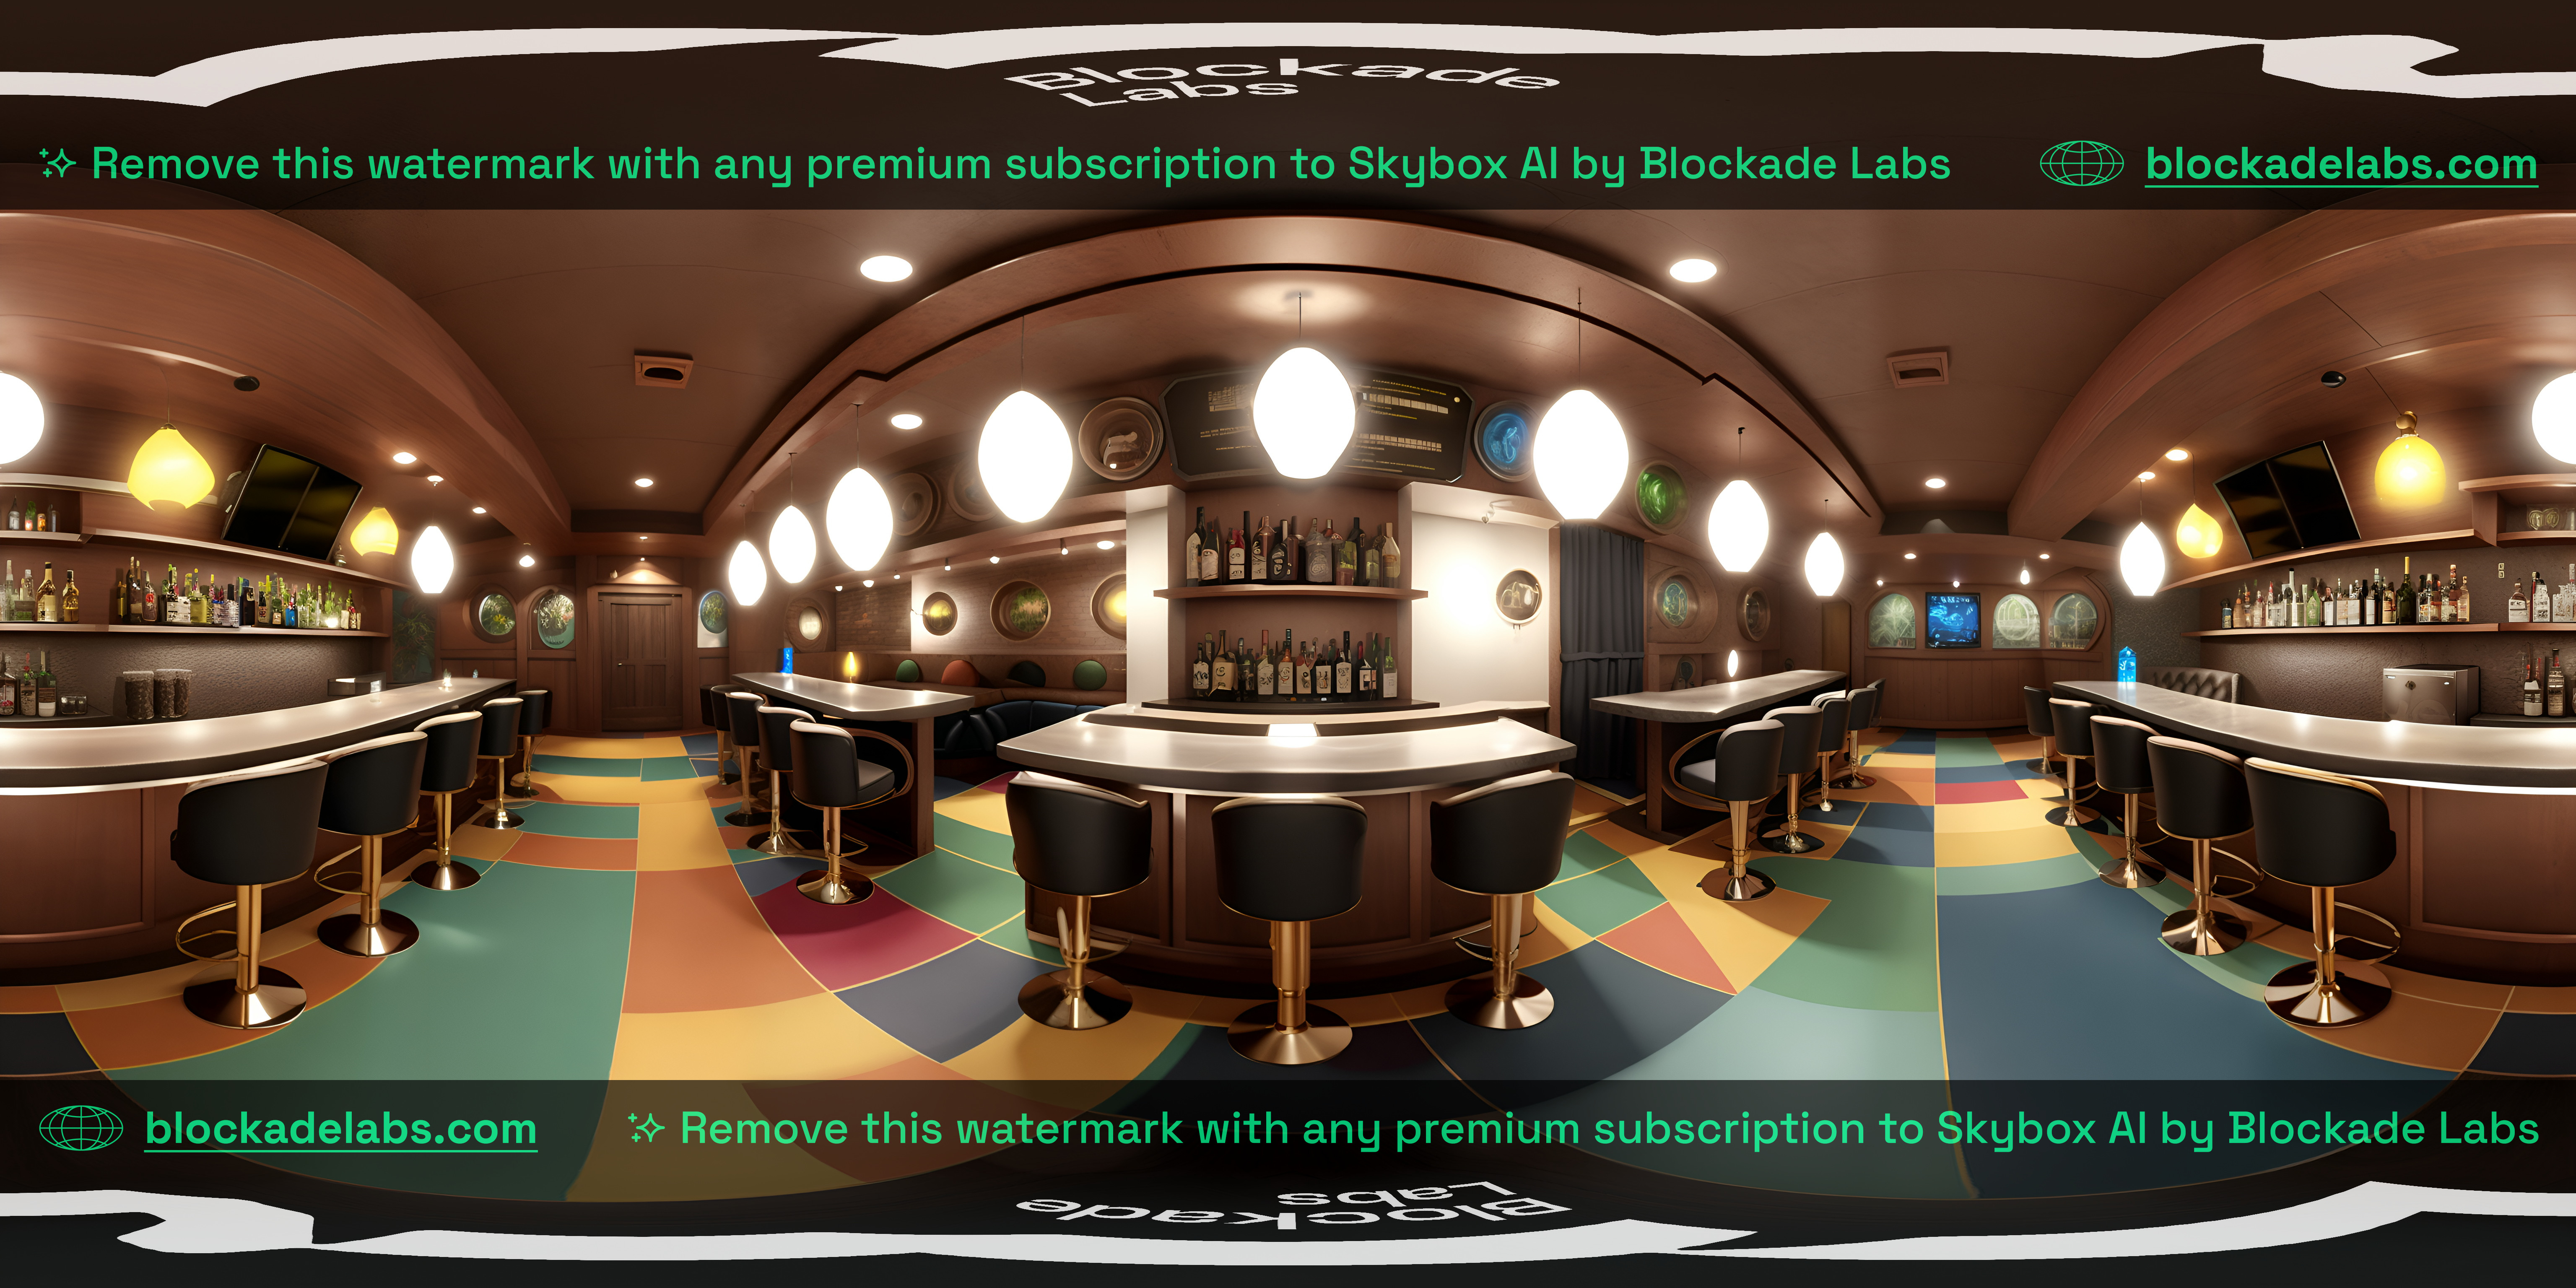 Blockade
Labs
Remove this watermark with any premium subscription to Skybox AI by Blockade Labs
blockadelabs.com
blockadelabs.com
Remove this watermark with any premium subscription to Skybox AI by Blockade Labs
Blockade
Labs